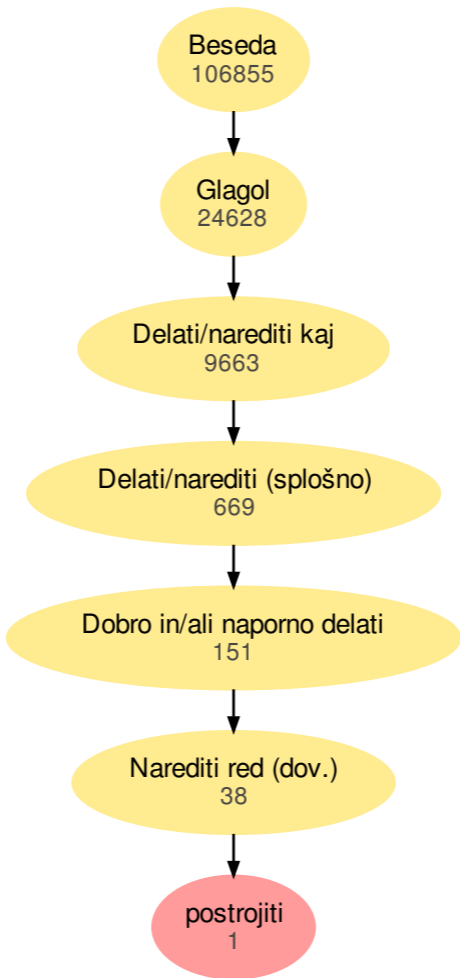 Beseda
106855
Glagol
24628
Delati/narediti kaj
9663
Delati/narediti (splošno)
669
Dobro in/ali naporno delati
151
Narediti red (dov.)
38
postrojiti
1